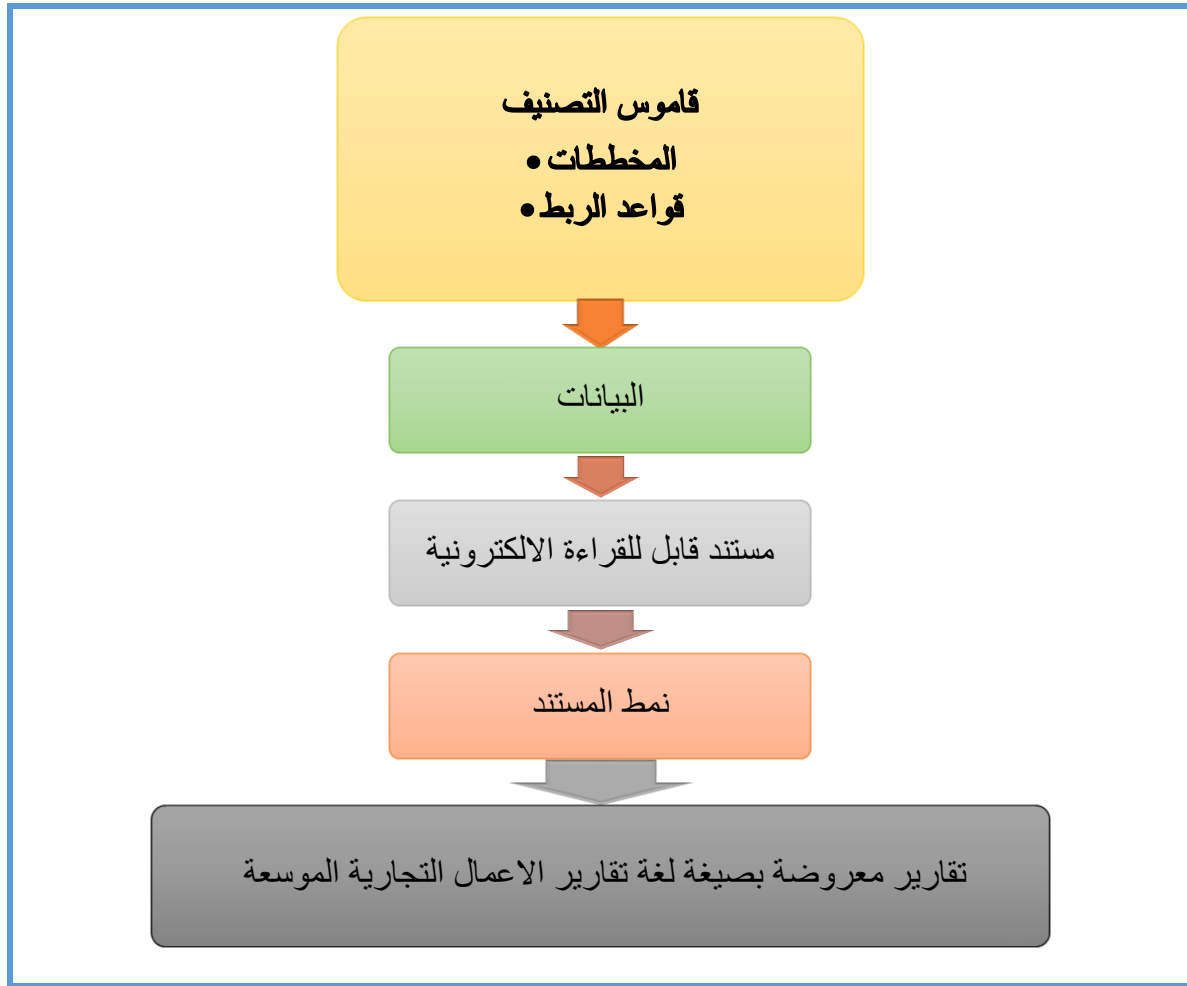 قاموس التصنيف
المخططات •
قواعد الربط •
البيانات
مستند قابل للقراءة الالكترونية
نمط المستند
تقارير معروضة بصيغة لغة تقارير الاعمال التجارية الموسعة